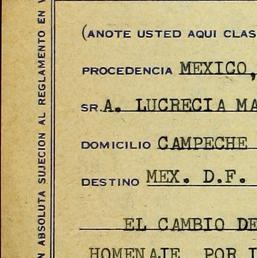 (ANOTE USTED AQUI CLAS
PROCEDENCIA MEXICO,
SR. A. LUCRECIA MA
DOMICILIO CAMPECHE
DESTINO MEX. D.F.
EL CAMBIO DE
HOMENAJE POR
N ABSOLUTA SUJECION AL REGLAMENTO EN V